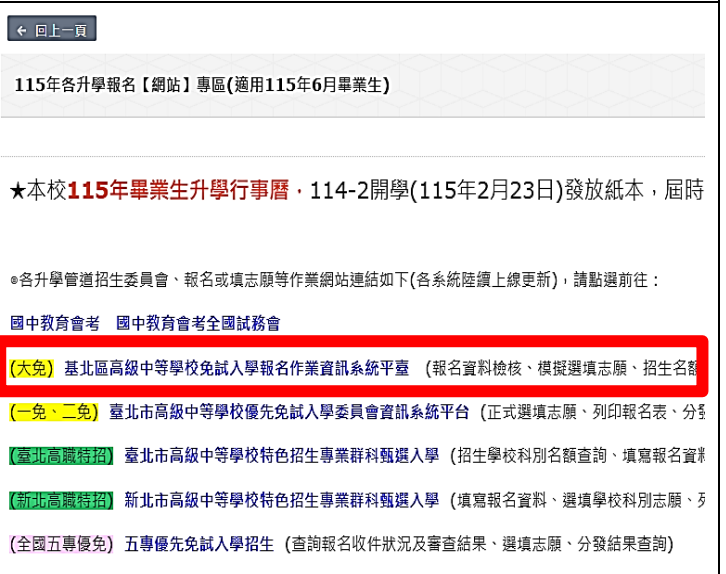 ← 回上一頁
115年各升學報名【網站】專區(適用115年6月畢業生)
★本校115年畢業生升學行事曆，114-2開學(115年2月23日)發放紙本，屆時
◎各升學管道招生委員會、報名或填志願等作業網站連結如下(各系統陸續上線更新)，請點選前往：
國中教育會考 國中教育會考全國試務會
(大免) 基北區高級中等學校免試入學報名作業資訊系統平臺 (報名資料檢核、模擬選填志願、招生名額
(一免、二免) 臺北市高級中等學校優先免試入學委員會資訊系統平台 (正式選填志願、列印報名表、分發
(臺北高職特招) 臺北市高級中等學校特色招生專業群科甄選入學 (招生學校科別名額查詢、填寫報名資料
(新北高職特招) 新北市高級中等學校特色招生專業群科甄選入學 (填寫報名資料、選填學校科別志願、列
(全國五專優免) 五專優先免試入學招生 (查詢報名收件狀況及審查結果、選填志願、分發結果查詢)